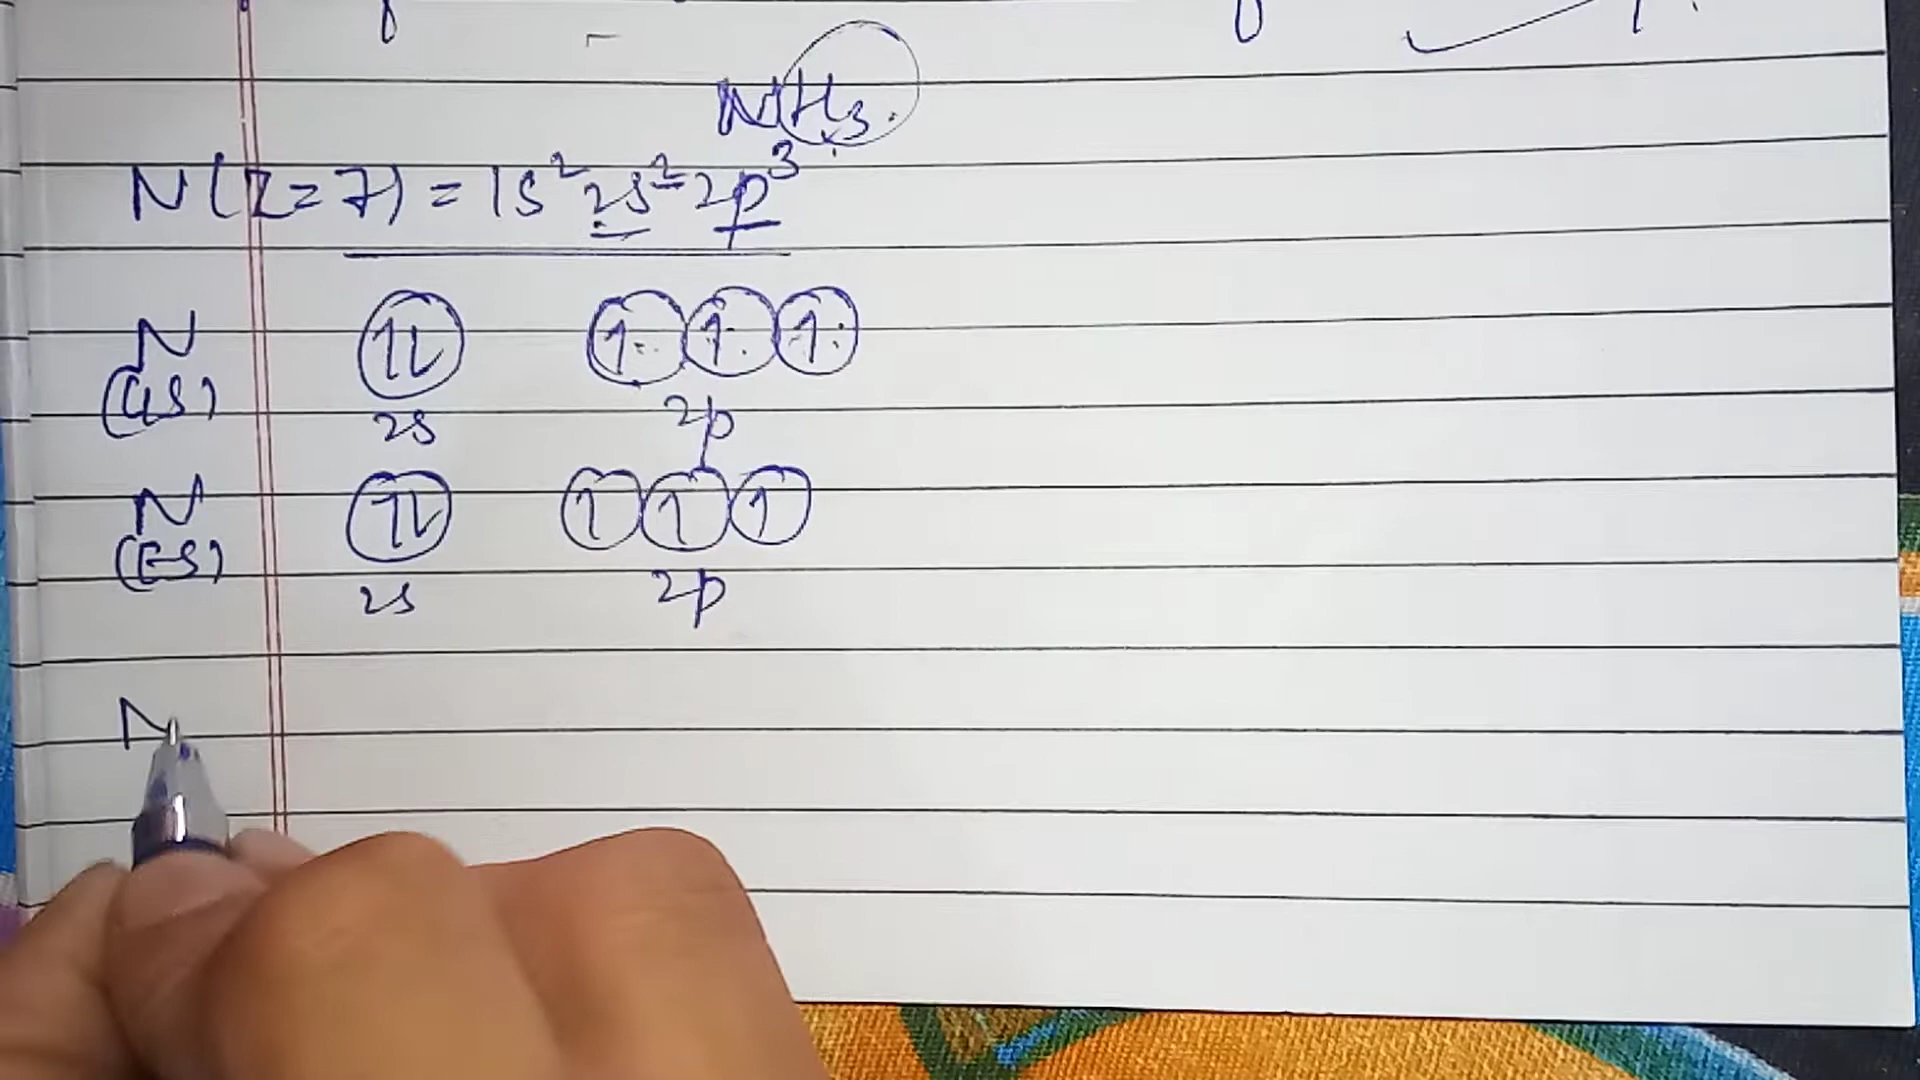 NH₃.
N(Z=7) = 1s² 2s² 2p³
N ↑↓ ↑ ↑ ↑
(GS) 2s 2p
N ↑↓ ↑ ↑ ↑
(ES) 2s 2p
N